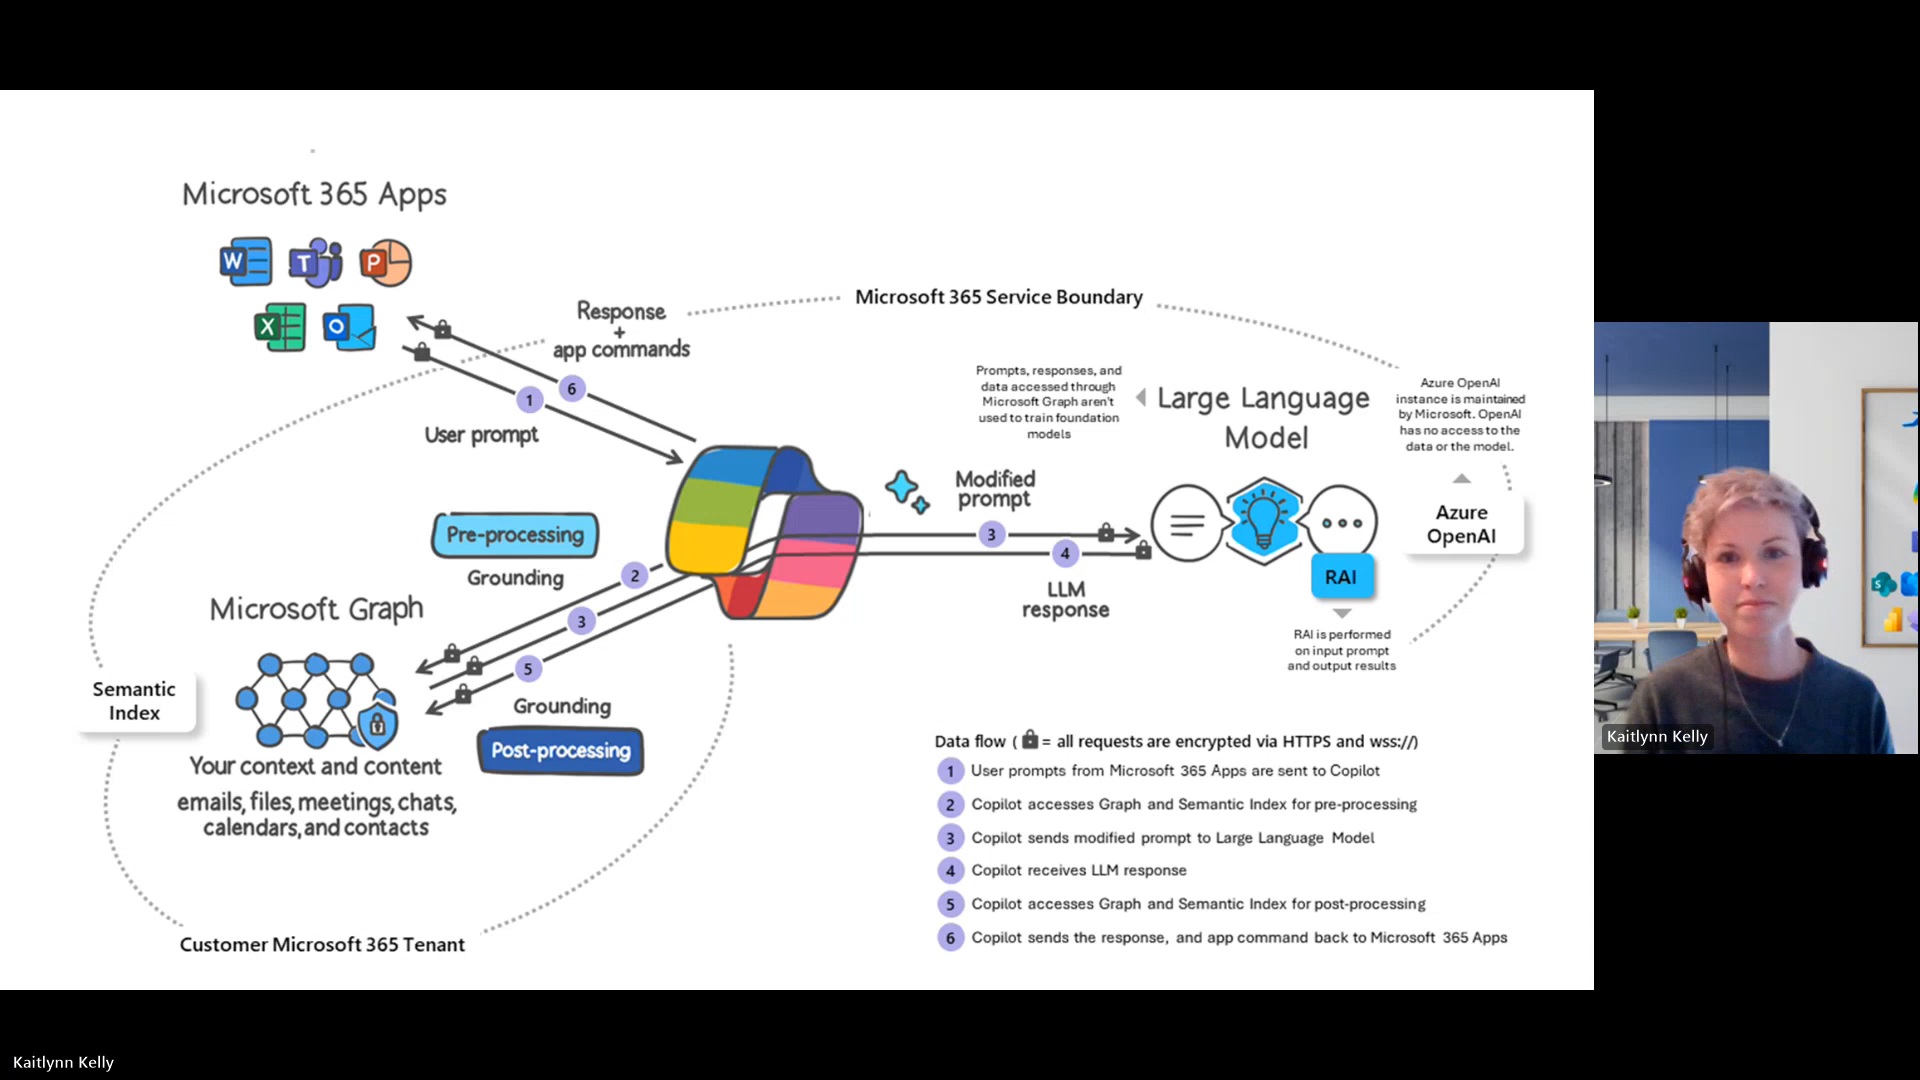 Microsoft 365 Apps
W
T
P
X
O
Response
+
app commands
6
1
User prompt
Microsoft 365 Service Boundary
Prompts, responses, and
data accessed through
Microsoft Graph aren't
used to train foundation
models
Large Language
Model
Azure OpenAI
instance is maintained
by Microsoft. OpenAI
has no access to the
data or the model.
Modified
prompt
3
4
LLM
response
RAI
RAI is performed
on input prompt
and output results
Azure
OpenAI
Pre-processing
Grounding
2
3
5
Microsoft Graph
Semantic
Index
Grounding
Post-processing
Your context and content
emails, files, meetings, chats,
calendars, and contacts
Customer Microsoft 365 Tenant
Data flow ( = all requests are encrypted via HTTPS and wss://)
1 User prompts from Microsoft 365 Apps are sent to Copilot
2 Copilot accesses Graph and Semantic Index for pre-processing
3 Copilot sends modified prompt to Large Language Model
4 Copilot receives LLM response
5 Copilot accesses Graph and Semantic Index for post-processing
6 Copilot sends the response, and app command back to Microsoft 365 Apps
S
Kaitlynn Kelly
Kaitlynn Kelly